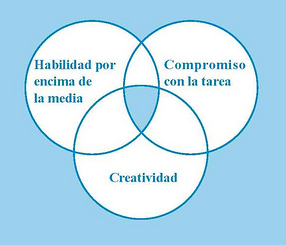 Habilidad por
encima de
la media
Compromiso
con la tarea
Creatividad